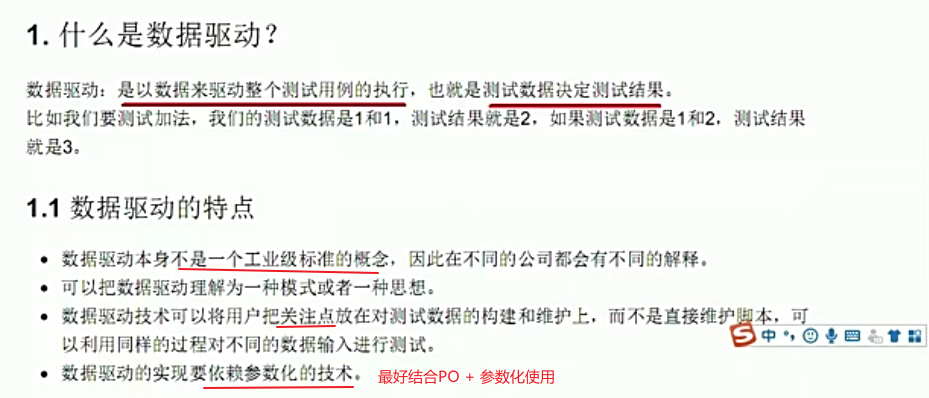 1. 什么是数据驱动？
数据驱动：是以数据来驱动整个测试用例的执行，也就是测试数据决定测试结果。
比如我们要测试加法，我们的测试数据是1和1，测试结果就是2，如果测试数据是1和2，测试结果
就是3。
1.1 数据驱动的特点
• 数据驱动本身不是一个工业级标准的概念，因此在不同的公司都会有不同的解释。
• 可以把数据驱动理解为一种模式或者一种思想。
• 数据驱动技术可以将用户把关注点放在对测试数据的构建和维护上，而不是直接维护脚本，可
以利用同样的过程对不同的数据输入进行测试。
• 数据驱动的实现要依赖参数化的技术。 最好结合PO + 参数化使用
S 中